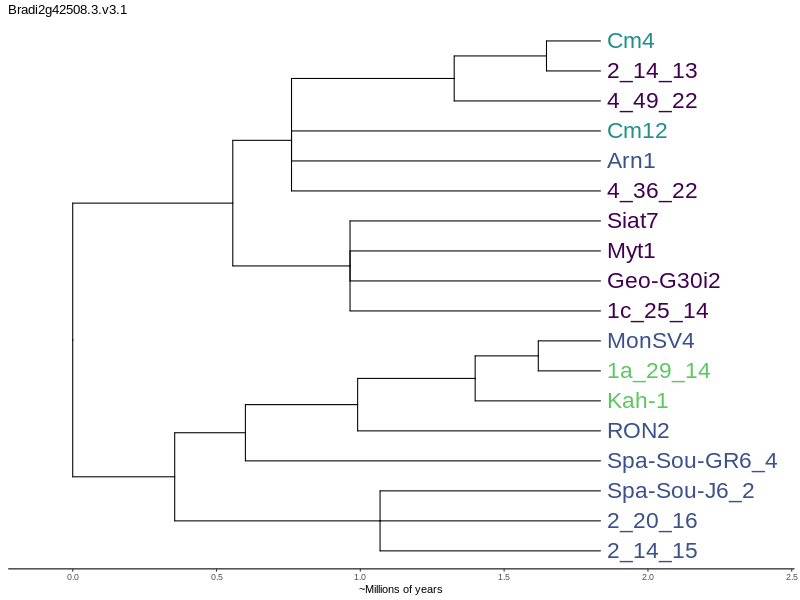 Bradi2g42508.3.v3.1
Cm4
2_14_13
4_49_22
Cm12
Arn1
4_36_22
Siat7
Myt1
Geo-G30i2
1c_25_14
MonSV4
1a_29_14
Kah-1
RON2
Spa-Sou-GR6_4
Spa-Sou-J6_2
2_20_16
2_14_15
0.0 0.5 1.0 1.5 2.0 2.5
~Millions of years